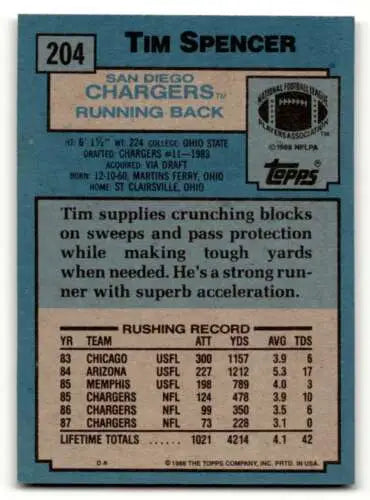 204
TIM SPENCER
SAN DIEGO
CHARGERS™
RUNNING BACK
NATIONAL FOOTBALL LEAGUE
PLAYERS ASSOCIATION™
©1988 NFLPA
TOPPS®
HT: 6' 1½" WT: 224 COLLEGE: OHIO STATE
DRAFTED: CHARGERS #11-1983
ACQUIRED: VIA DRAFT
BORN: 12-10-60, MARTINS FERRY, OHIO
HOME: ST CLAIRSVILLE, OHIO
Tim supplies crunching blocks
on sweeps and pass protection
while making tough yards
when needed. He's a strong run-
ner with superb acceleration.
RUSHING RECORD
YR TEAM ATT YDS AVG TDS
83 CHICAGO USFL 300 1157 3.9 6
84 ARIZONA USFL 227 1212 5.3 17
85 MEMPHIS USFL 198 789 4.0 3
85 CHARGERS NFL 124 478 3.9 10
86 CHARGERS NFL 99 350 3.5 6
87 CHARGERS NFL 73 228 3.1 0
LIFETIME TOTALS ...... 1021 4214 4.1 42
©1988 THE TOPPS COMPANY, INC. PRTD. IN U.S.A.